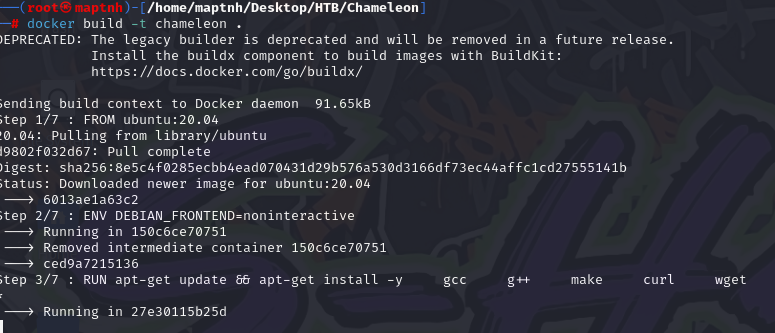 ──(root㉿maptnh)-[/home/maptnh/Desktop/HTB/Chameleon]
─# docker build -t chameleon .
DEPRECATED: The legacy builder is deprecated and will be removed in a future release.
Install the buildx component to build images with BuildKit:
https://docs.docker.com/go/buildx/
Sending build context to Docker daemon  91.65kB
Step 1/7 : FROM ubuntu:20.04
20.04: Pulling from library/ubuntu
d9802f032d67: Pull complete
Digest: sha256:8e5c4f0285ecbb4ead070431d29b576a530d3166df73ec44affc1cd27555141b
Status: Downloaded newer image for ubuntu:20.04
---> 6013ae1a63c2
Step 2/7 : ENV DEBIAN_FRONTEND=noninteractive
---> Running in 150c6ce70751
---> Removed intermediate container 150c6ce70751
---> ced9a7215136
Step 3/7 : RUN apt-get update && apt-get install -y     gcc     g++     make     curl     wget
---> Running in 27e30115b25d